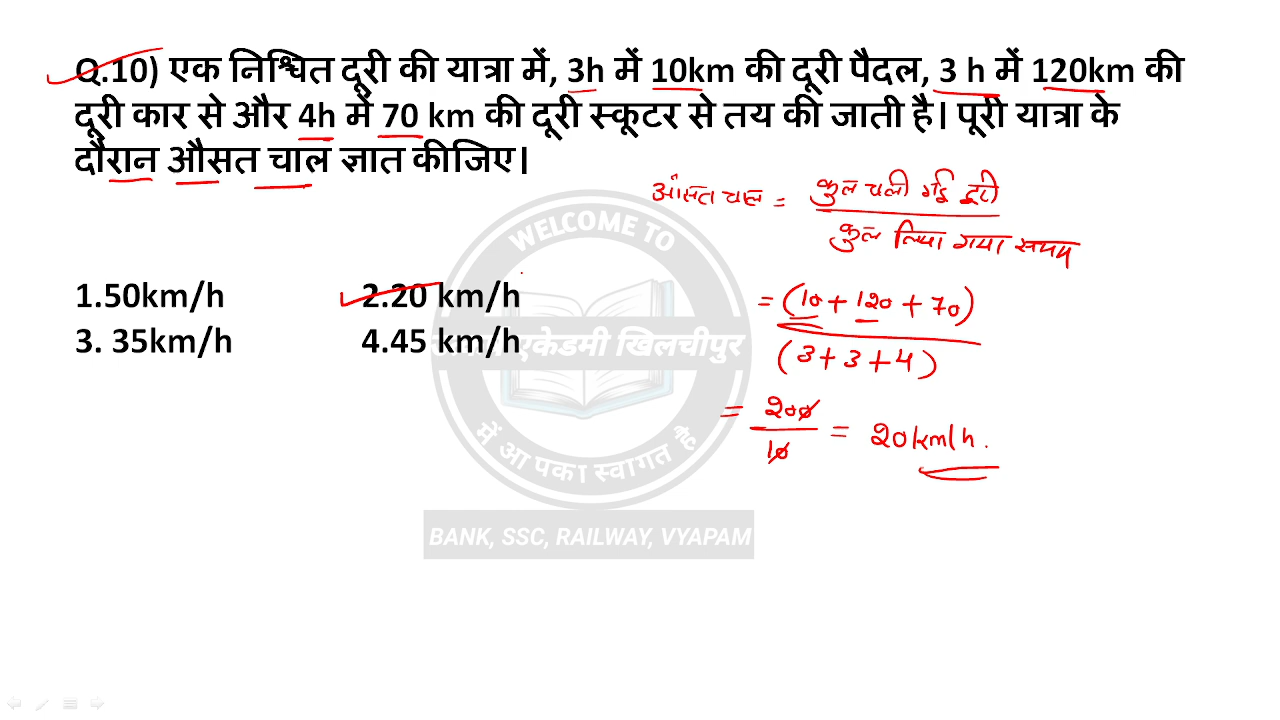 Q.10) एक निश्चित दूरी की यात्रा में, 3h में 10km की दूरी पैदल, 3 h में 120km की
दूरी कार से और 4h में 70 km की दूरी स्कूटर से तय की जाती है। पूरी यात्रा के
दौरान औसत चाल ज्ञात कीजिए।
औसत चाल = कुल चली गई दूरी
कुल लिया गया समय
1.50km/h 2.20 km/h
3. 35km/h 4.45 km/h
= (10 + 120 + 70)
(3 + 3 + 4)
= 200 = 20km/h.
10
WELCOME TO
एकेडमी खिलचीपुर
में आ पका स्वागत है
BANK, SSC, RAILWAY, VYAPAM